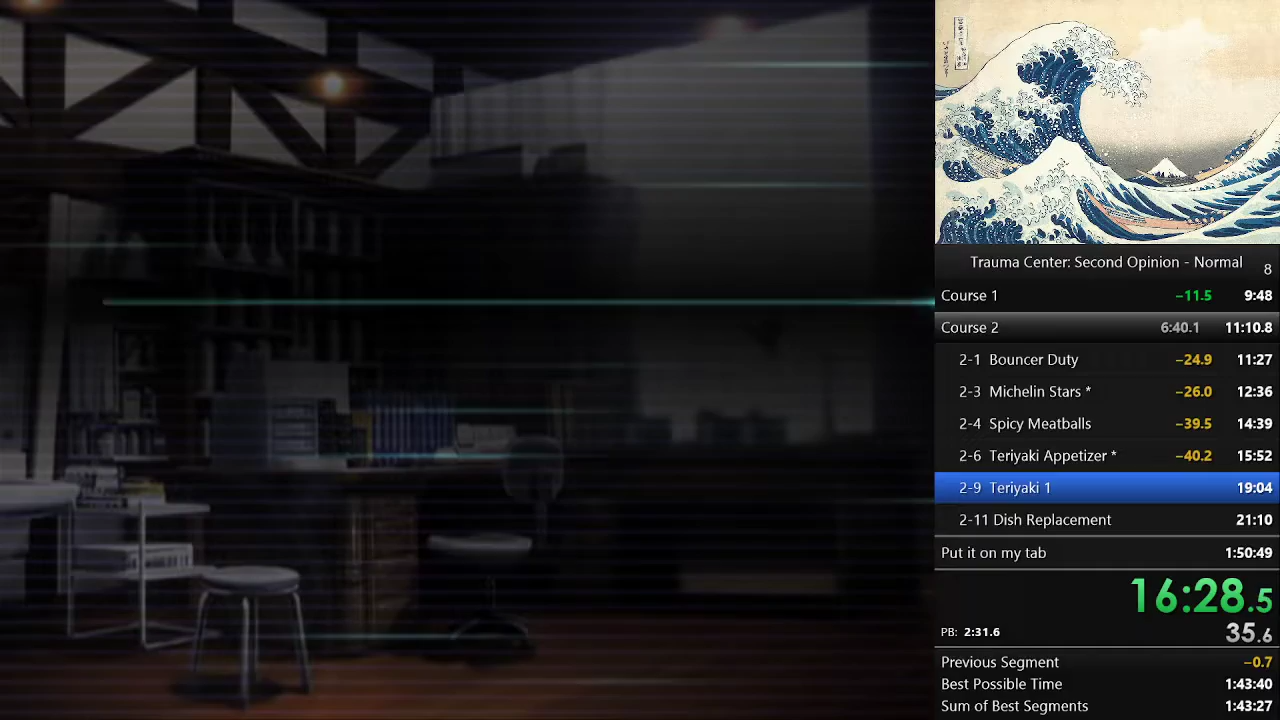 Trauma Center: Second Opinion - Normal
8
Course 1 -11.5 9:48
Course 2 6:40.1 11:10.8
2-1 Bouncer Duty -24.9 11:27
2-3 Michelin Stars * -26.0 12:36
2-4 Spicy Meatballs -39.5 14:39
2-6 Teriyaki Appetizer * -40.2 15:52
2-9 Teriyaki 1 19:04
2-11 Dish Replacement 21:10
Put it on my tab 1:50:49
16:28.5
PB: 2:31.6 35.6
Previous Segment -0.7
Best Possible Time 1:43:40
Sum of Best Segments 1:43:27